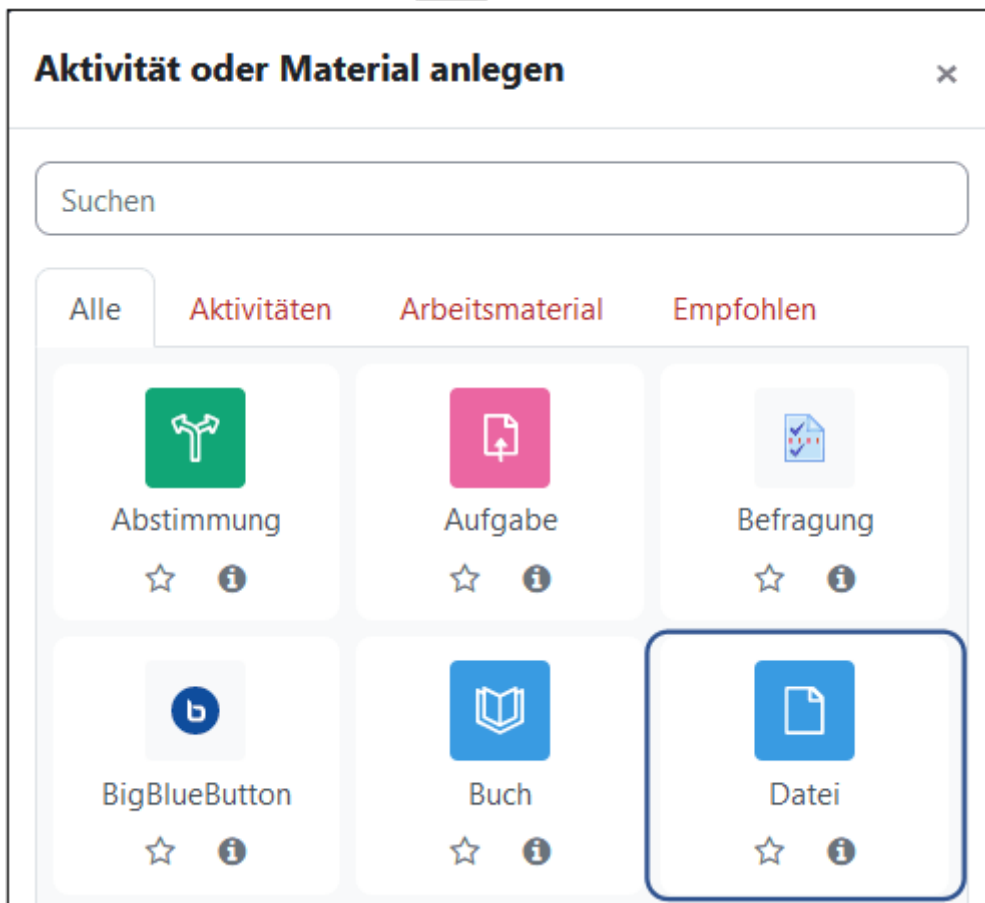 Aktivität oder Material anlegen ×
Suchen
Alle Aktivitäten Arbeitsmaterial Empfohlen
Abstimmung Aufgabe Befragung
BigBlueButton Buch Datei